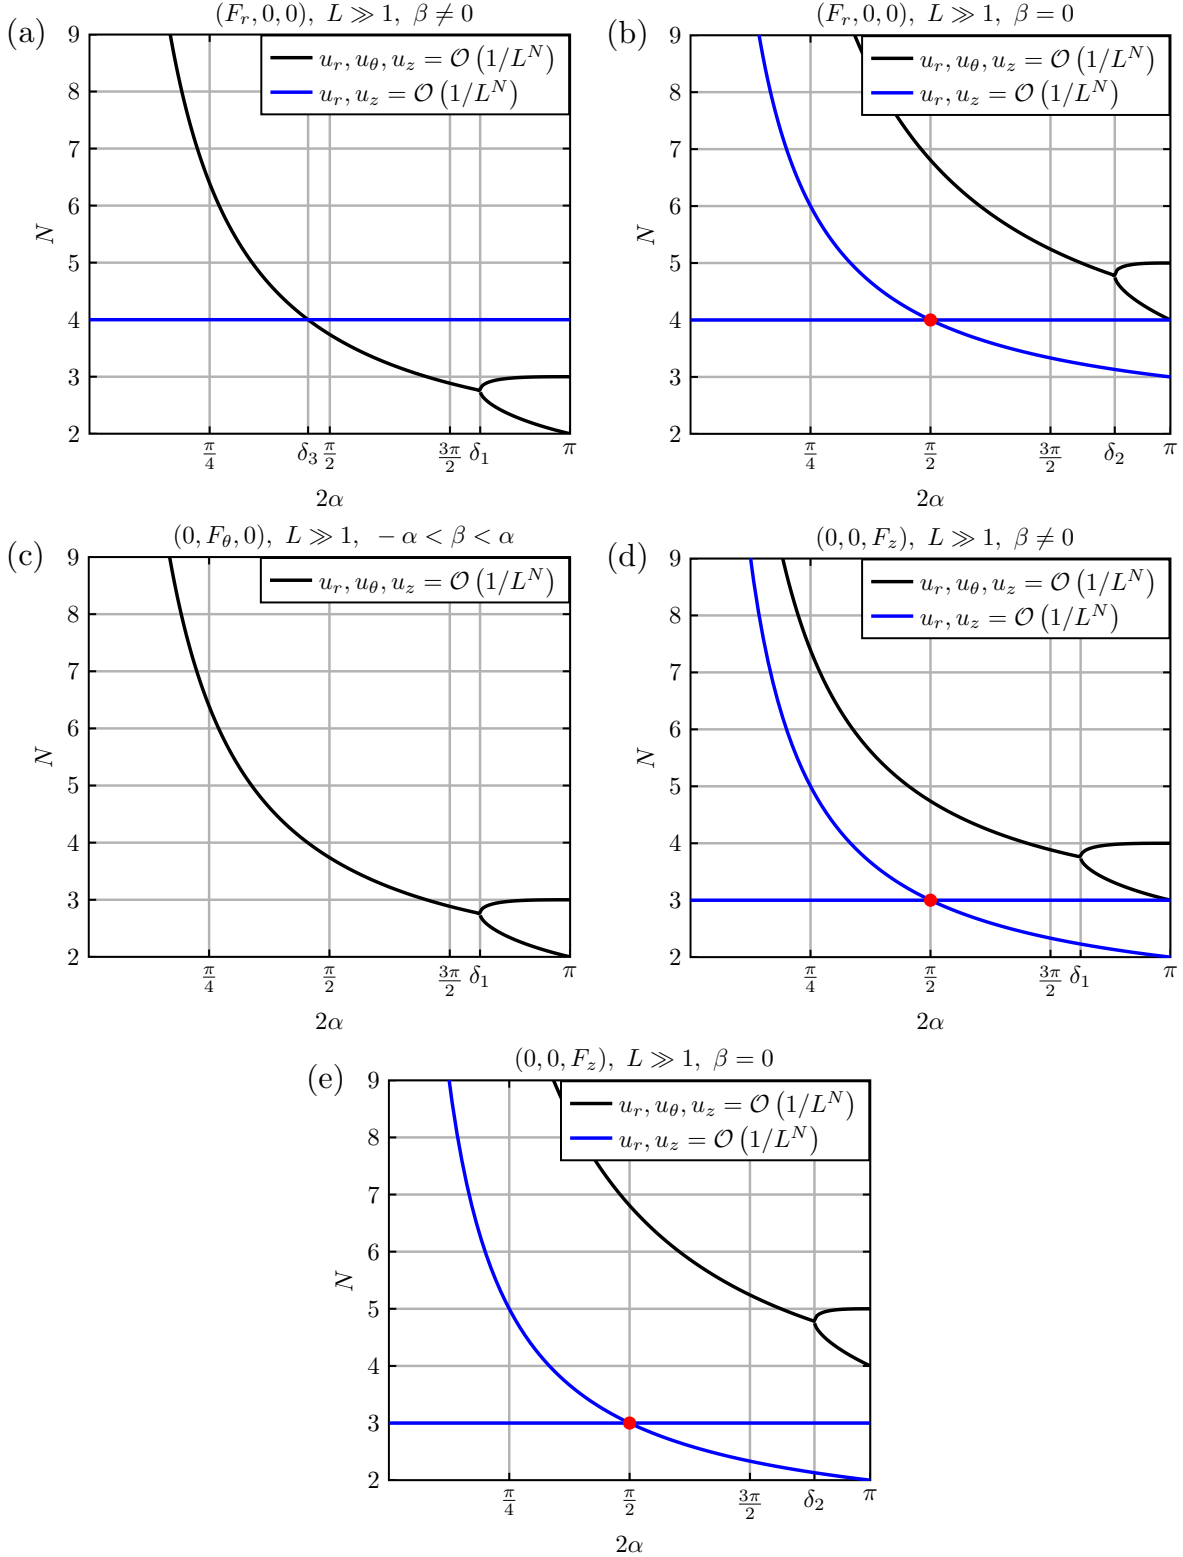 (a)
(F_r, 0, 0), L ≫ 1, β ≠ 0
u_r, u_θ, u_z = O(1/L^N)
u_r, u_z = O(1/L^N)
9
8
7
6
5
4
3
2
N
π/4
δ_3
π/2
3π/2
δ_1
π
2α
(b)
(F_r, 0, 0), L ≫ 1, β = 0
u_r, u_θ, u_z = O(1/L^N)
u_r, u_z = O(1/L^N)
9
8
7
6
5
4
3
2
N
π/4
π/2
3π/2
δ_2
π
2α
(c)
(0, F_θ, 0), L ≫ 1, −α < β < α
u_r, u_θ, u_z = O(1/L^N)
9
8
7
6
5
4
3
2
N
π/4
π/2
3π/2
δ_1
π
2α
(d)
(0, 0, F_z), L ≫ 1, β ≠ 0
u_r, u_θ, u_z = O(1/L^N)
u_r, u_z = O(1/L^N)
9
8
7
6
5
4
3
2
N
π/4
π/2
3π/2
δ_1
π
2α
(e)
(0, 0, F_z), L ≫ 1, β = 0
u_r, u_θ, u_z = O(1/L^N)
u_r, u_z = O(1/L^N)
9
8
7
6
5
4
3
2
N
π/4
π/2
3π/2
δ_2
π
2α